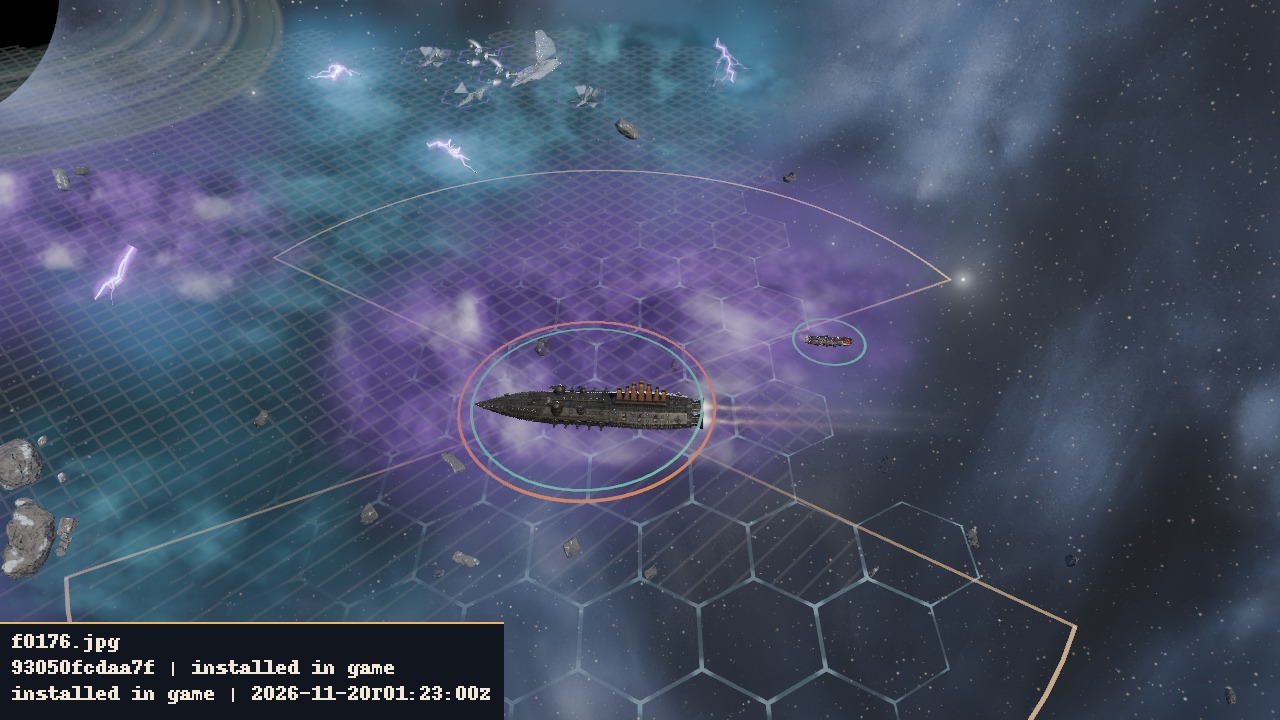 f0176.jpg
93050fcdaa7f | installed in game
installed in game | 2026-11-20T01:23:00Z